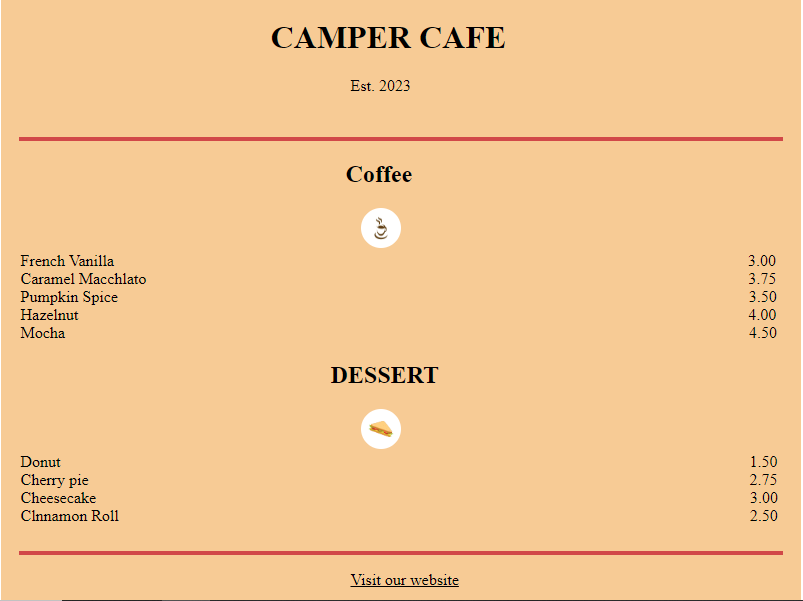 CAMPER CAFE
Est. 2023
Coffee
French Vanilla 3.00
Caramel Macchlato 3.75
Pumpkin Spice 3.50
Hazelnut 4.00
Mocha 4.50
DESSERT
Donut 1.50
Cherry pie 2.75
Cheesecake 3.00
Clnnamon Roll 2.50
Visit our website